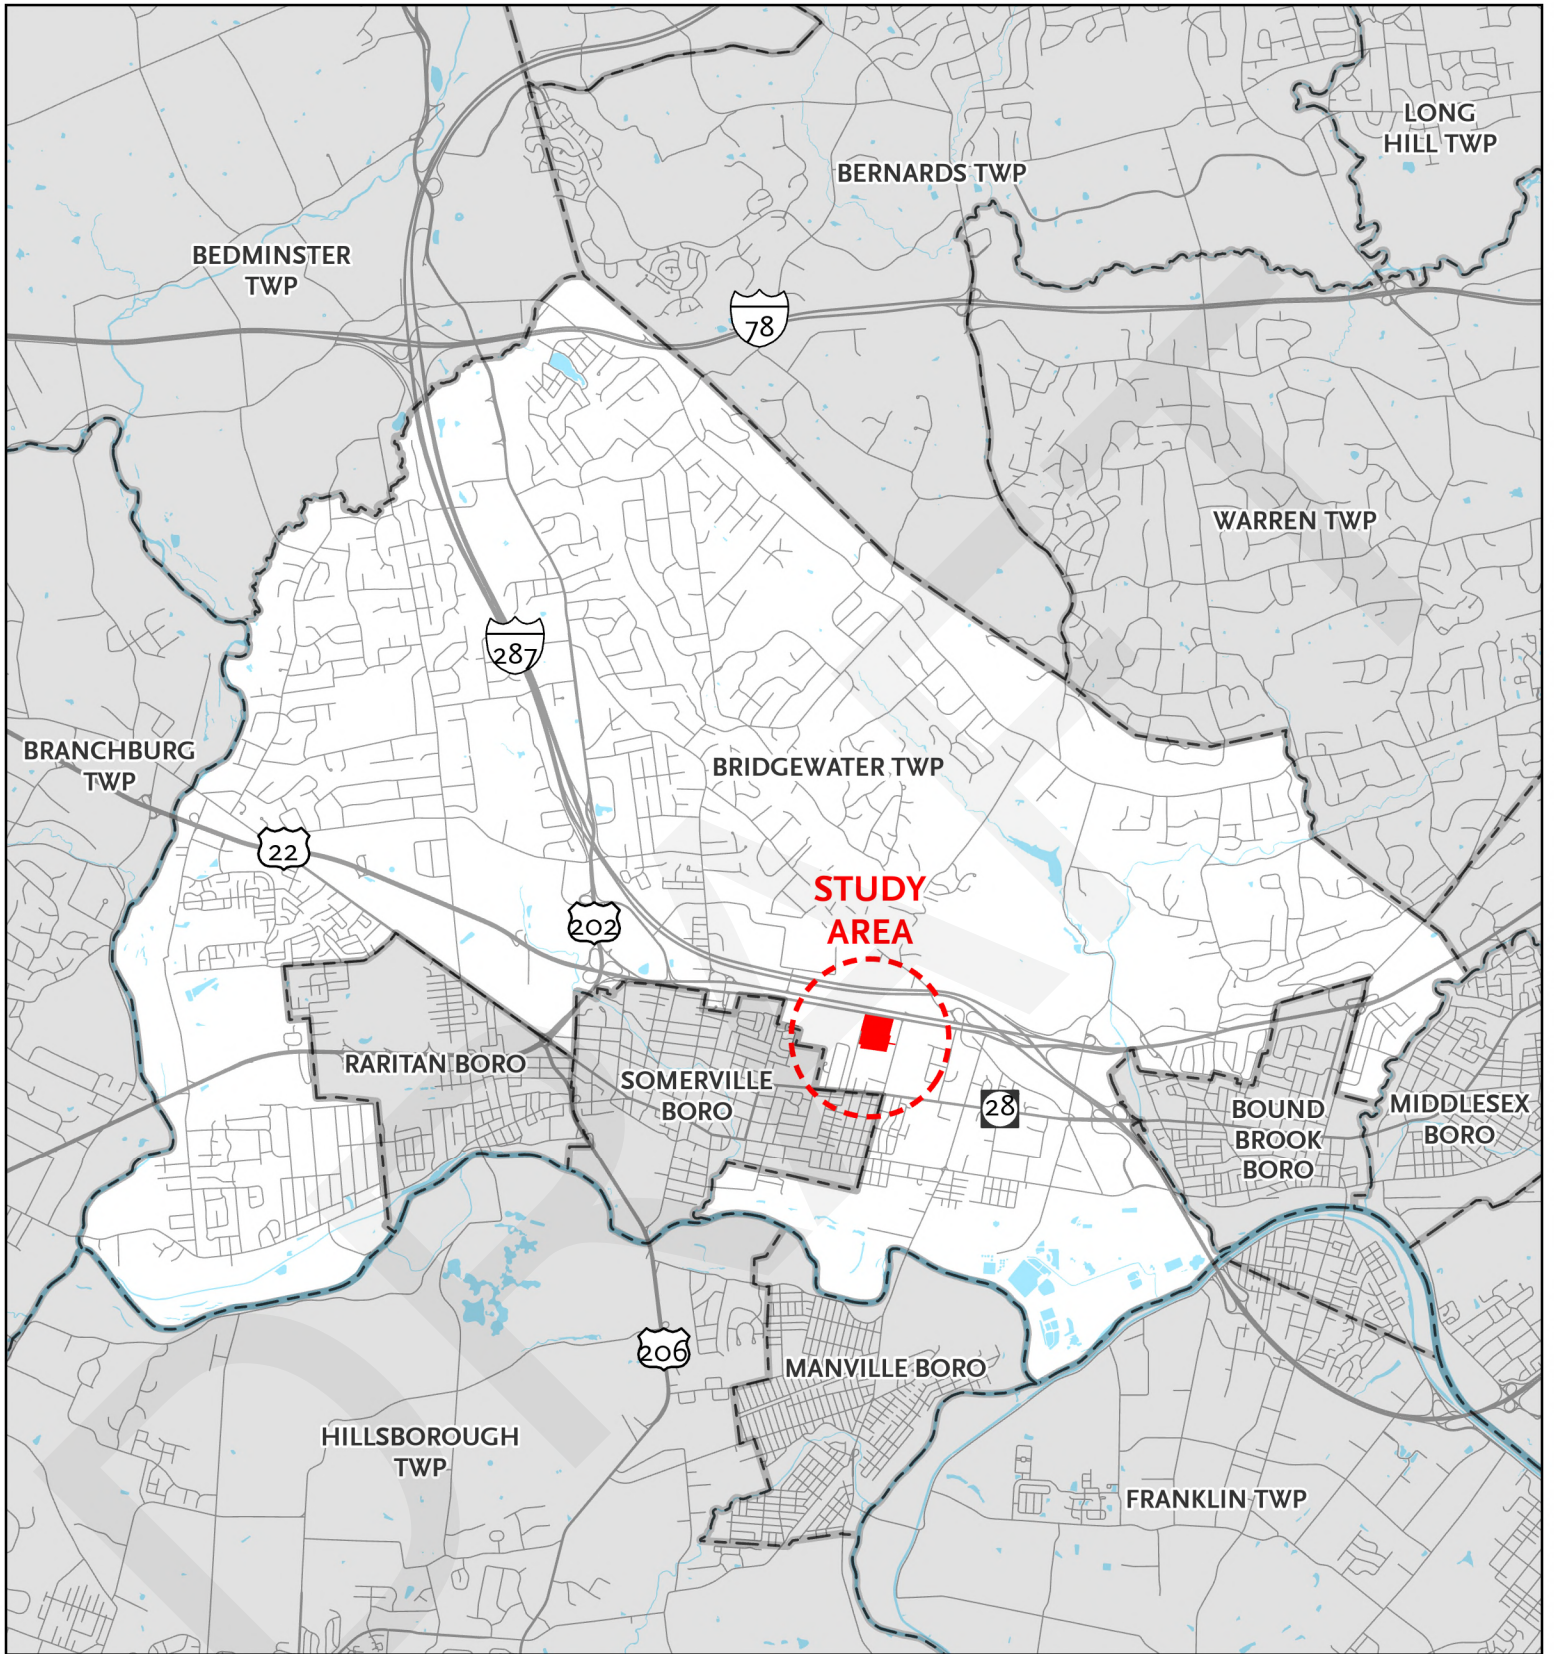 LONG
HILL TWP
BERNARDS TWP
BEDMINSTER
TWP
78
WARREN TWP
287
BRANCHBURG
TWP
BRIDGEWATER TWP
22
STUDY
AREA
202
RARITAN BORO
SOMERVILLE
BORO
28
BOUND
BROOK
BORO
MIDDLESEX
BORO
206
MANVILLE BORO
HILLSBOROUGH
TWP
FRANKLIN TWP
DRAFT